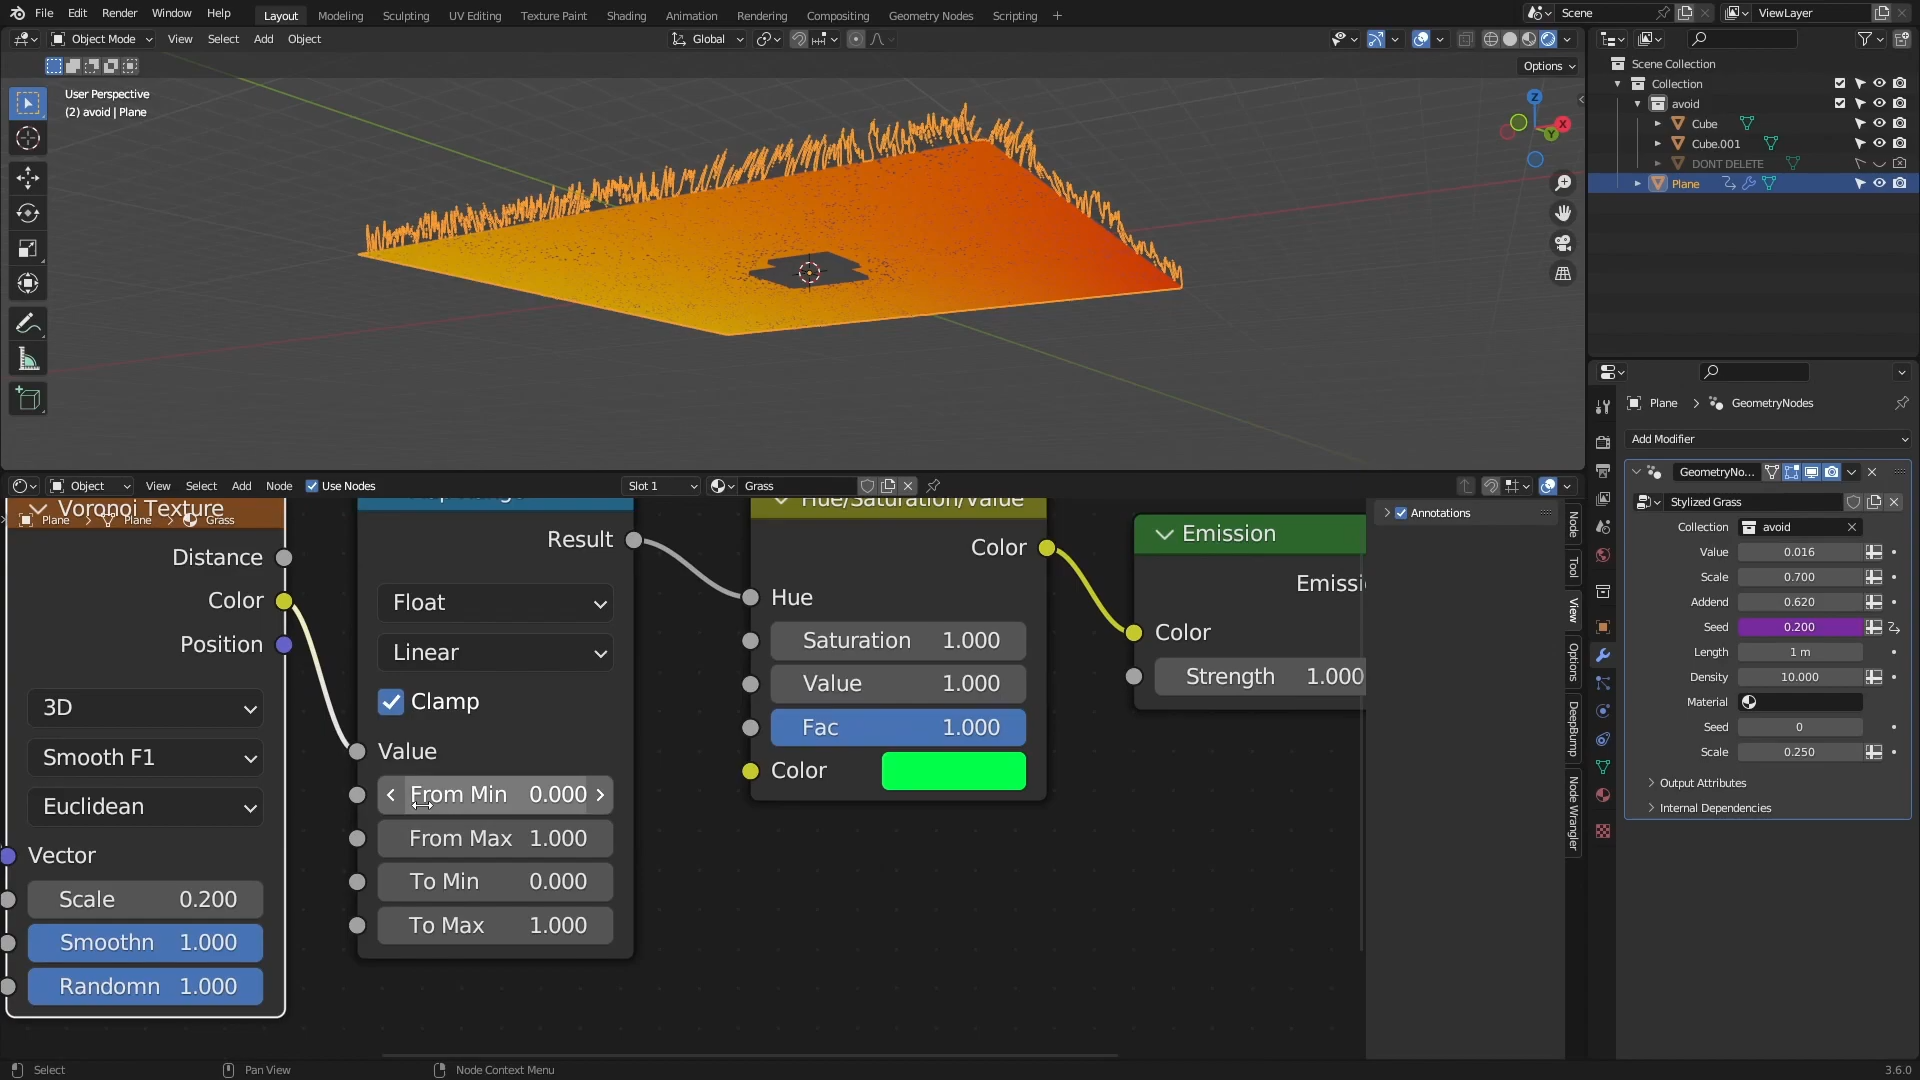 File Edit Render Window Help Layout Modeling Sculpting UV Editing Texture Paint Shading Animation Rendering Compositing Geometry Nodes Scripting + Scene ViewLayer
Object Mode View Select Add Object Global
Options
User Perspective
(2) avoid | Plane
Z
X
Y
Scene Collection
Collection
avoid
Cube
Cube.001
DONT DELETE
Plane
Plane > GeometryNodes
Add Modifier
GeometryNo...
Stylized Grass
Collection avoid
Value 0.016
Scale 0.700
Addend 0.620
Seed 0.200
Length 1 m
Density 10.000
Material
Seed 0
Scale 0.250
Output Attributes
Internal Dependencies
Object View Select Add Node Use Nodes Slot 1 Grass
Plane > Plane > Grass
Voronoi Texture
Distance
Color
Position
3D
Smooth F1
Euclidean
Vector
Scale 0.200
Smoothn 1.000
Randomn 1.000
Result
Float
Linear
Clamp
Value
From Min 0.000
From Max 1.000
To Min 0.000
To Max 1.000
Hue/Saturation/Value
Color
Hue
Saturation 1.000
Value 1.000
Fac 1.000
Color
Emission
Emissi
Color
Strength 1.000
Annotations
Node
Tool
View
Options
DeepBump
Node Wrangler
Select Pan View Node Context Menu 3.6.0